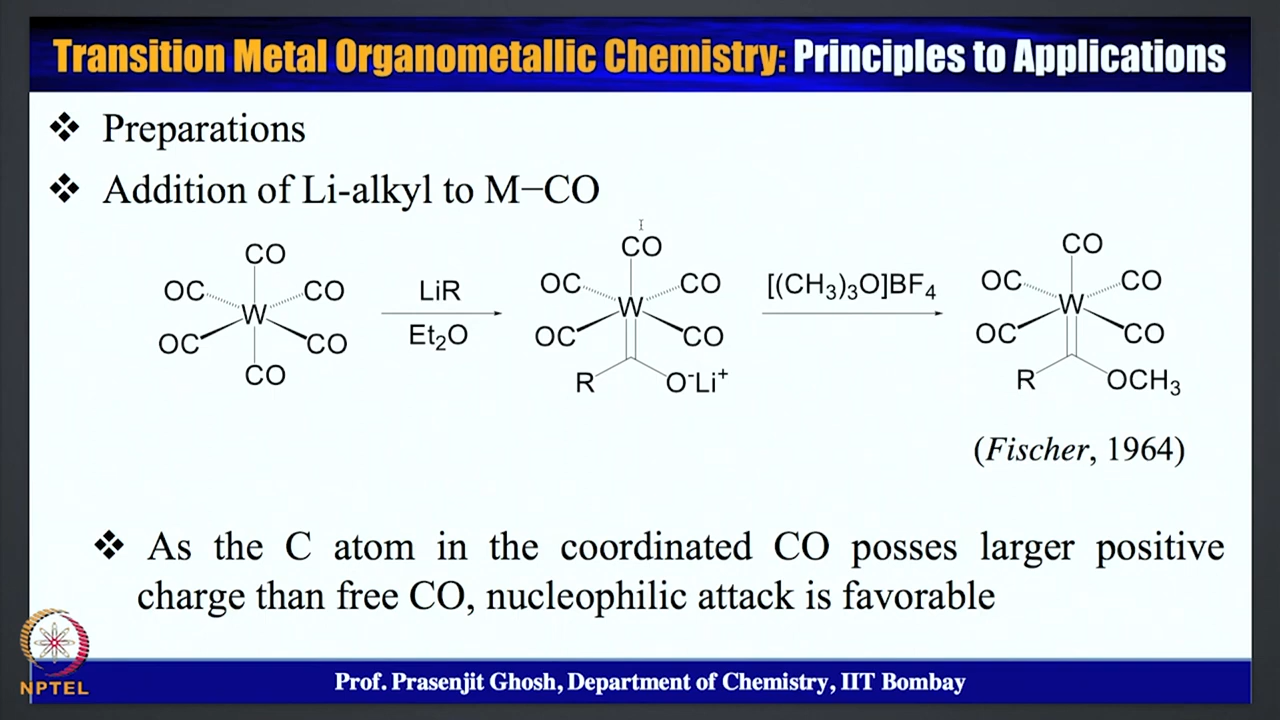 Transition Metal Organometallic Chemistry: Principles to Applications
❖ Preparations
❖ Addition of Li-alkyl to M−CO
CO
OC CO
W
OC CO
CO
LiR
Et₂O
CO
OC CO
W
OC CO
R O⁻Li⁺
[(CH₃)₃O]BF₄
CO
OC CO
W
OC CO
R OCH₃
(Fischer, 1964)
❖ As the C atom in the coordinated CO posses larger positive
charge than free CO, nucleophilic attack is favorable
NPTEL
Prof. Prasenjit Ghosh, Department of Chemistry, IIT Bombay